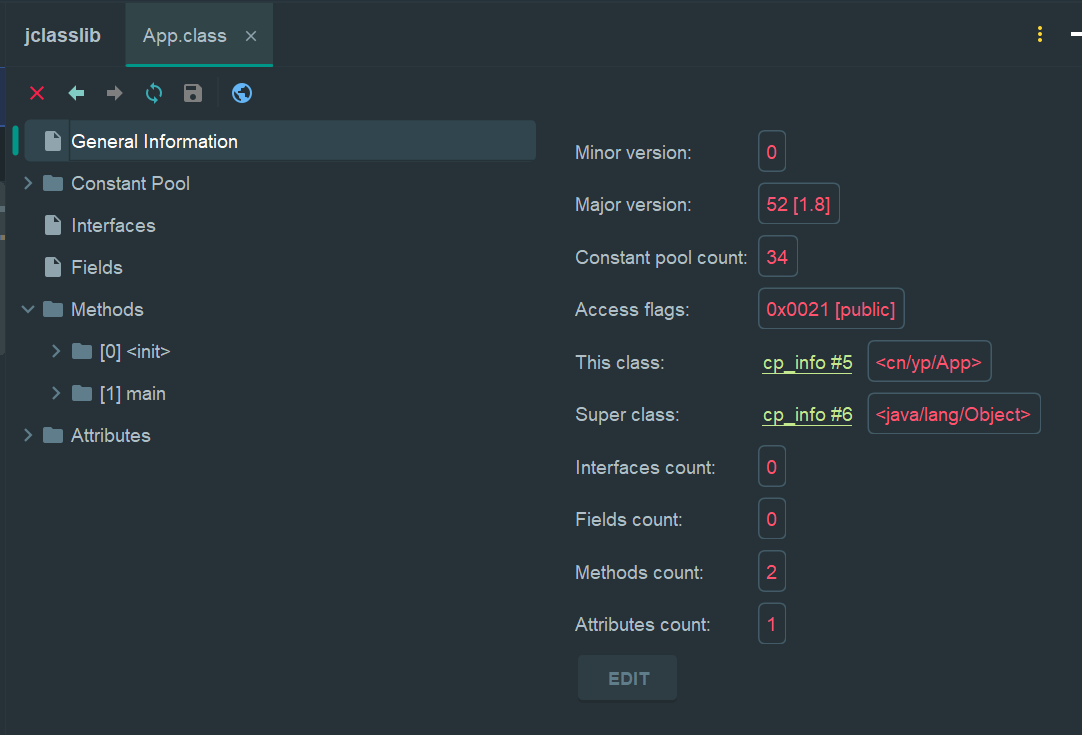 jclasslib
App.class
General Information
Constant Pool
Interfaces
Fields
Methods
[0] <init>
[1] main
Attributes
Minor version: 0
Major version: 52 [1.8]
Constant pool count: 34
Access flags: 0x0021 [public]
This class: cp_info #5 <cn/yp/App>
Super class: cp_info #6 <java/lang/Object>
Interfaces count: 0
Fields count: 0
Methods count: 2
Attributes count: 1
EDIT